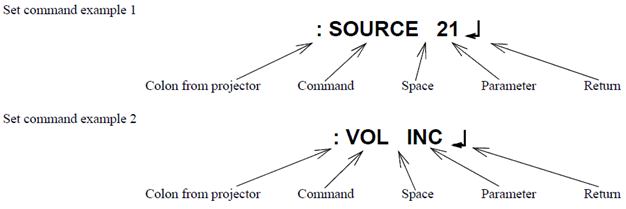 Set command example 1
: SOURCE 21↲
Colon from projector Command Space Parameter Return
Set command example 2
: VOL INC ↲
Colon from projector Command Space Parameter Return